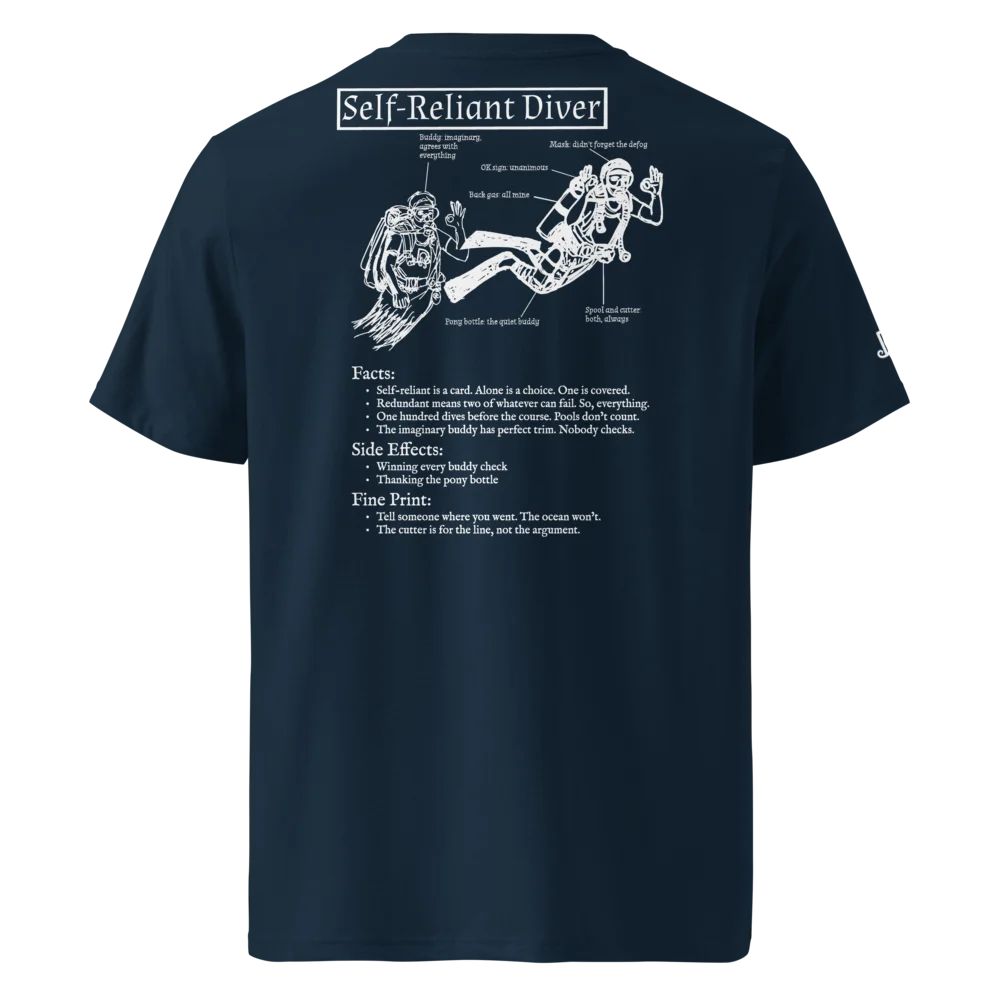 Self-Reliant Diver
Buddy: imaginary,
agrees with
everything
Mask: didn't forget the defog
OK sign: unanimous
Back gas: all mine
Pony bottle: the quiet buddy
Spool and cutter
both, always
Facts:
• Self-reliant is a card. Alone is a choice. One is covered.
• Redundant means two of whatever can fail. So, everything.
• One hundred dives before the course. Pools don't count.
• The imaginary buddy has perfect trim. Nobody checks.
Side Effects:
• Winning every buddy check
• Thanking the pony bottle
Fine Print:
• Tell someone where you went. The ocean won't.
• The cutter is for the line, not the argument.